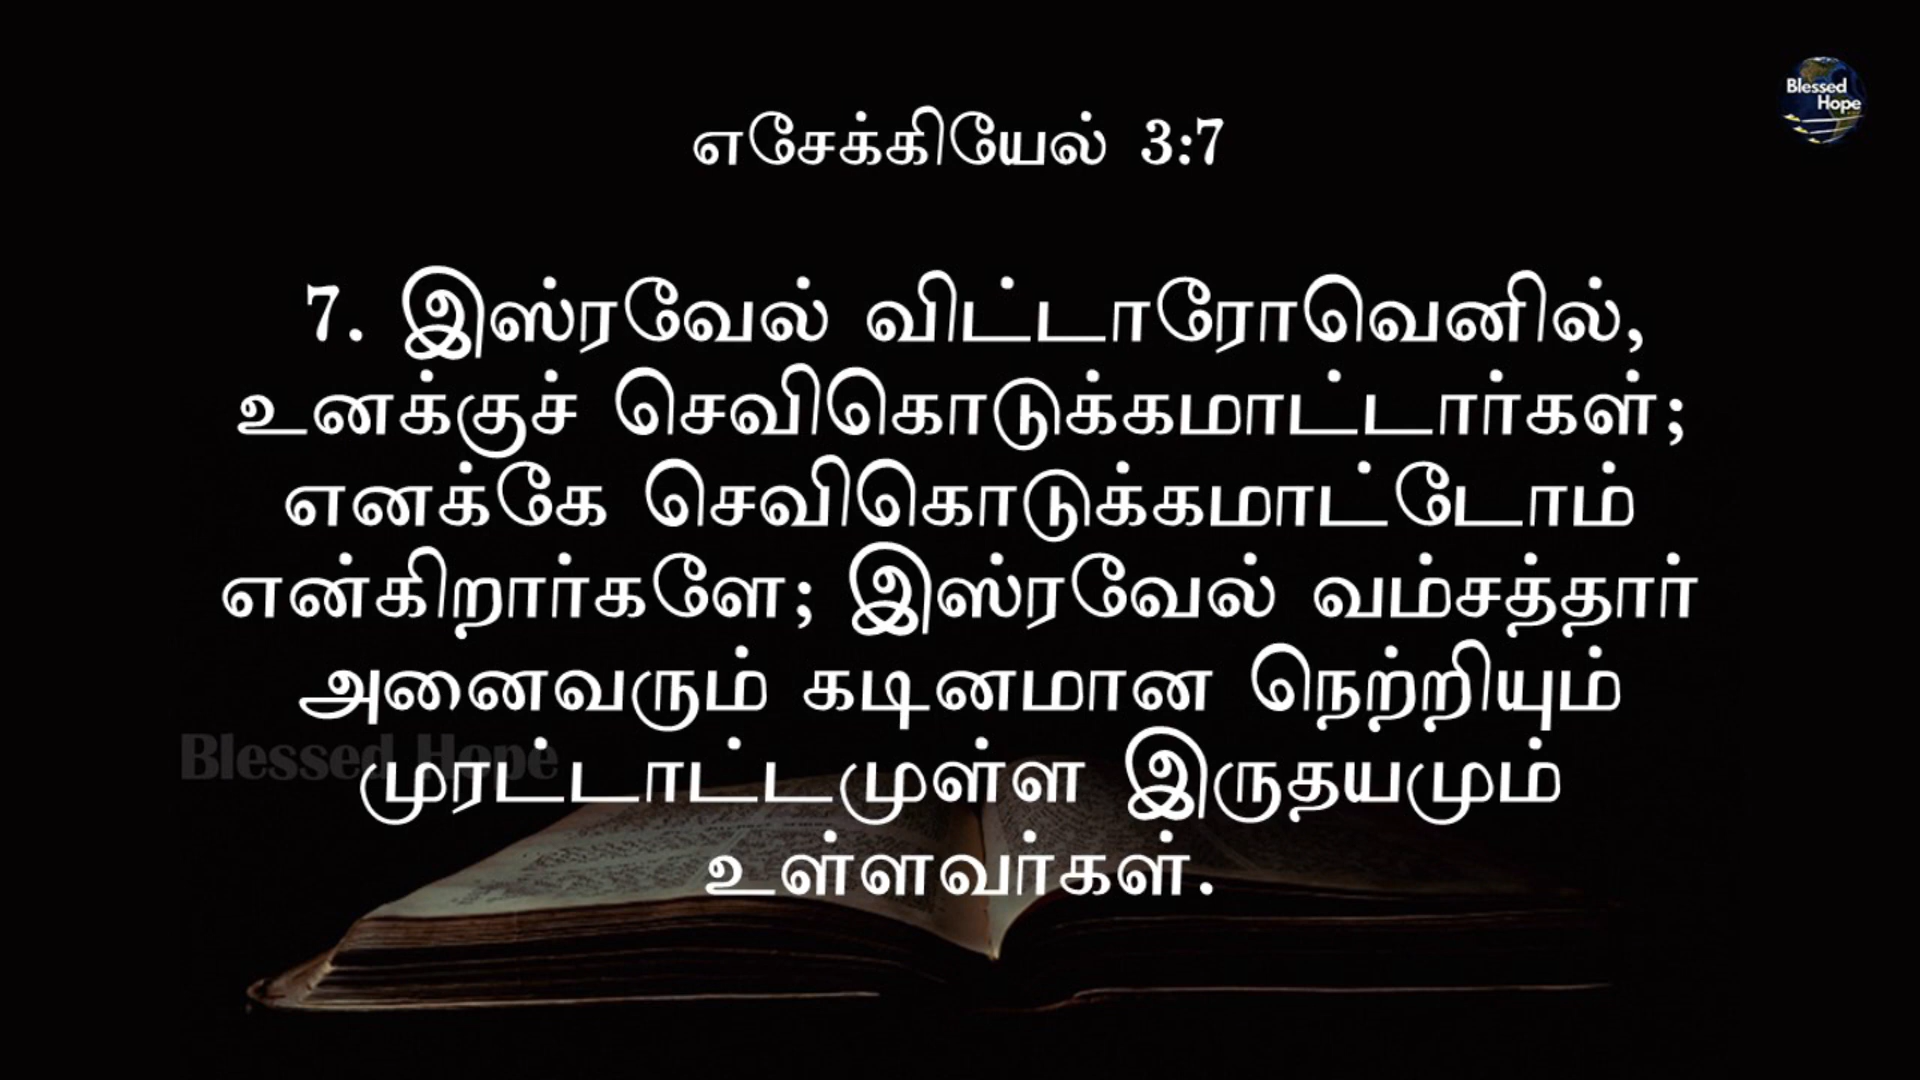 Blessed
Hope
எசேக்கியேல் 3:7
7. இஸ்ரவேல் விட்டாரோவெனில்,
உனக்குச் செவிகொடுக்கமாட்டார்கள்;
எனக்கே செவிகொடுக்கமாட்டோம்
என்கிறார்களே; இஸ்ரவேல் வம்சத்தார்
அனைவரும் கடினமான நெற்றியும்
முரட்டாட்டமுள்ள இருதயமும்
உள்ளவர்கள்.
Blessed Hope